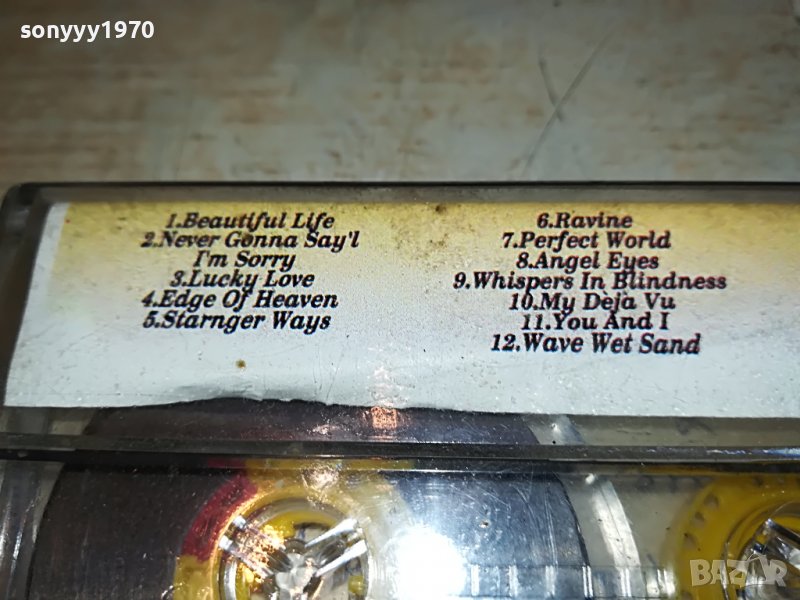 sonyyy1970
1.Beautiful Life
2.Never Gonna Say'l
I'm Sorry
3.Lucky Love
4.Edge Of Heaven
5.Starnger Ways
6.Ravine
7.Perfect World
8.Angel Eyes
9.Whispers In Blindness
10.My Deja Vu
11.You And I
12.Wave Wet Sand
BAZAR